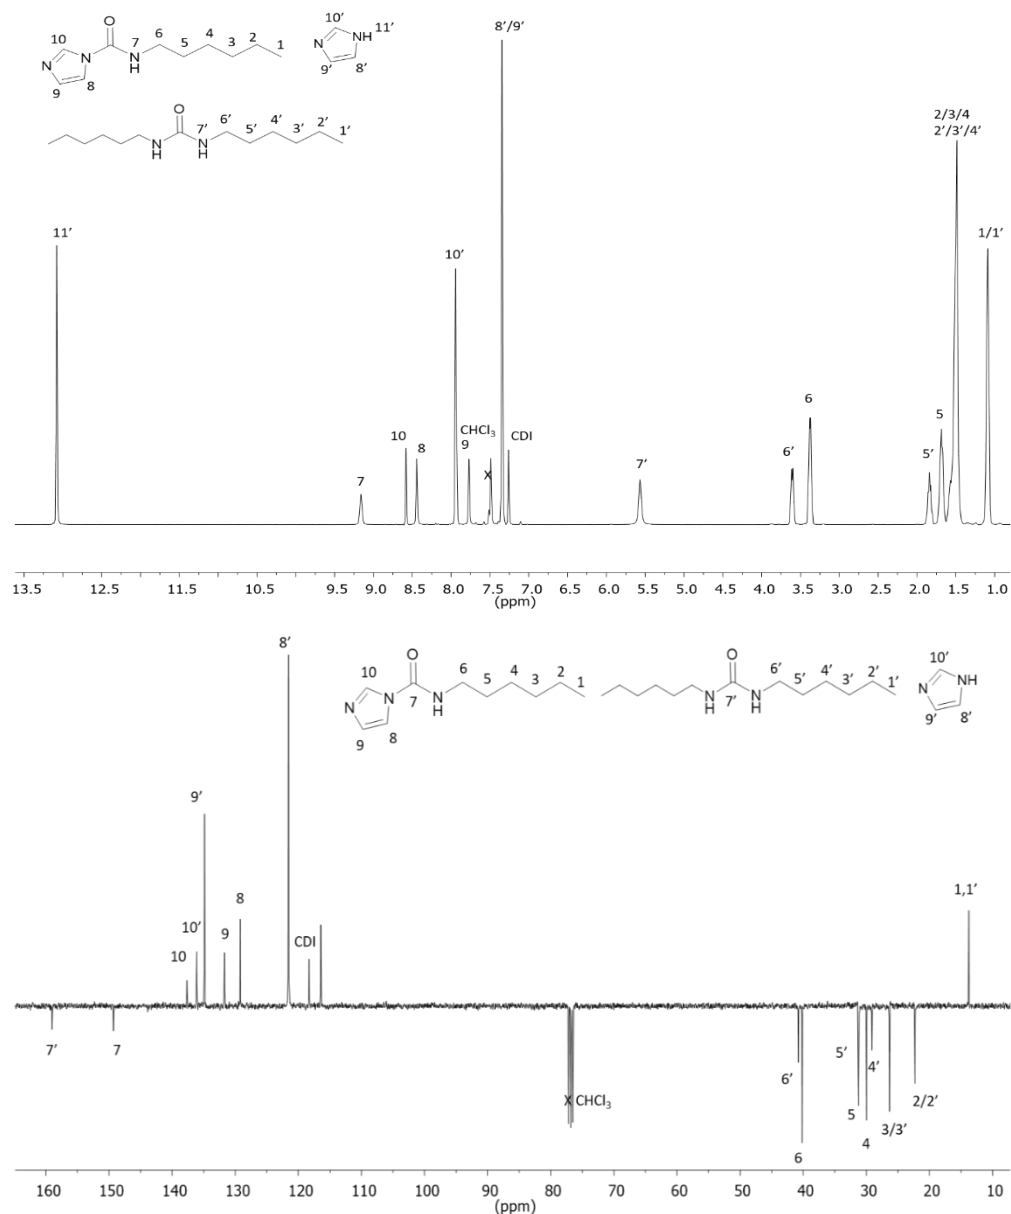 O
10
7
6
4
2
N
N
N
H
5
3
1
9
8
10'
11'
N
NH
9'
8'
O
N
H
7'
N
H
6'
5'
4'
3'
2'
1'
8'/9'
2/3/4
2'/3'/4'
11'
10'
1/1'
10
CHCl3
9
8
CDI
6
5
7
X
7'
6'
5'
13.5 12.5 11.5 10.5 9.5 9.0 8.5 8.0 7.5 7.0 6.5 6.0 5.5 5.0 4.5 4.0 3.5 3.0 2.5 2.0 1.5 1.0
(ppm)
8'
O
10
6
4
2
N
N
7
N
H
5
3
1
9
8
O
N
H
7'
N
H
6'
5'
4'
3'
2'
1'
10'
N
NH
9'
8'
9'
8
10'
9
10
CDI
1,1'
7'
7
X CHCl3
6'
6
5'
5
4
4'
3/3'
2/2'
160 150 140 130 120 110 100 90 80 70 60 50 40 30 20 10
(ppm)